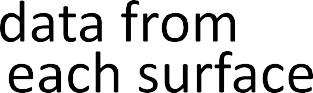 data from
each surface